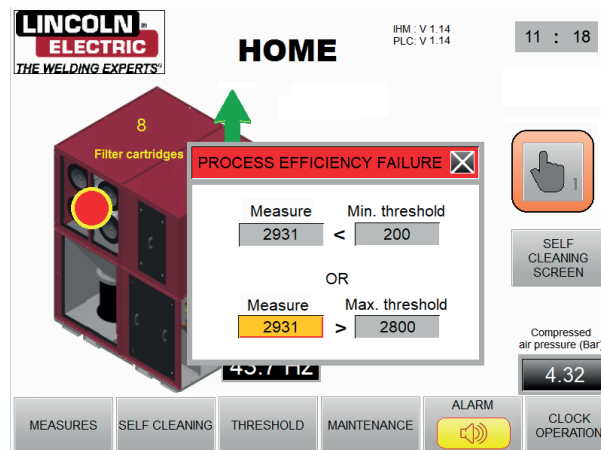 LINCOLN ®
ELECTRIC
THE WELDING EXPERTS®
HOME
IHM : V 1.14
PLC: V 1.14
11 : 18
8
Filter cartridges
PROCESS EFFICIENCY FAILURE X
Measure Min. threshold
2931 < 200
OR
Measure Max. threshold
2931 > 2800
43.7 Hz
1
SELF
CLEANING
SCREEN
Compressed
air pressure (Bar)
4.32
MEASURES SELF CLEANING THRESHOLD MAINTENANCE ALARM CLOCK
OPERATION